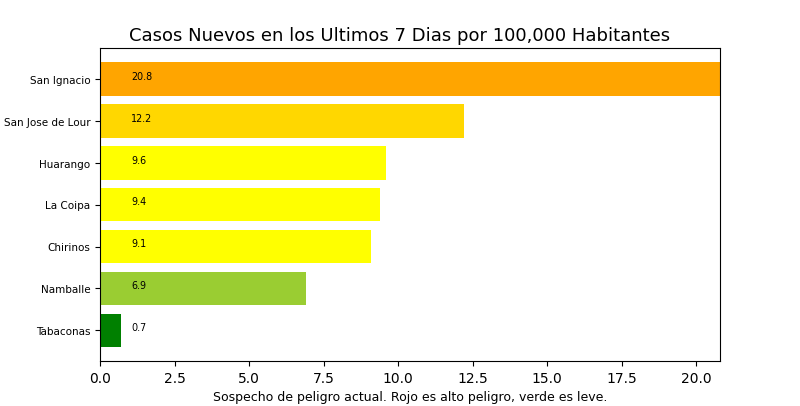 Casos Nuevos en los Ultimos 7 Dias por 100,000 Habitantes
San Ignacio 20.8
San Jose de Lour 12.2
Huarango 9.6
La Coipa 9.4
Chirinos 9.1
Namballe 6.9
Tabaconas 0.7
0.0 2.5 5.0 7.5 10.0 12.5 15.0 17.5 20.0
Sospecho de peligro actual. Rojo es alto peligro, verde es leve.